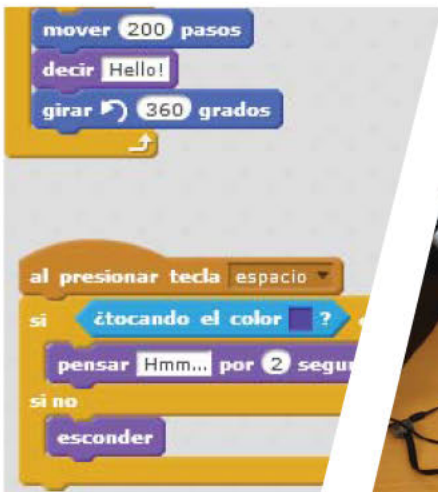 mover 200 pasos
decir Hello!
girar 360 grados
al presionar tecla espacio
si ¿tocando el color ?
pensar Hmm... por 2 segu
si no
esconder